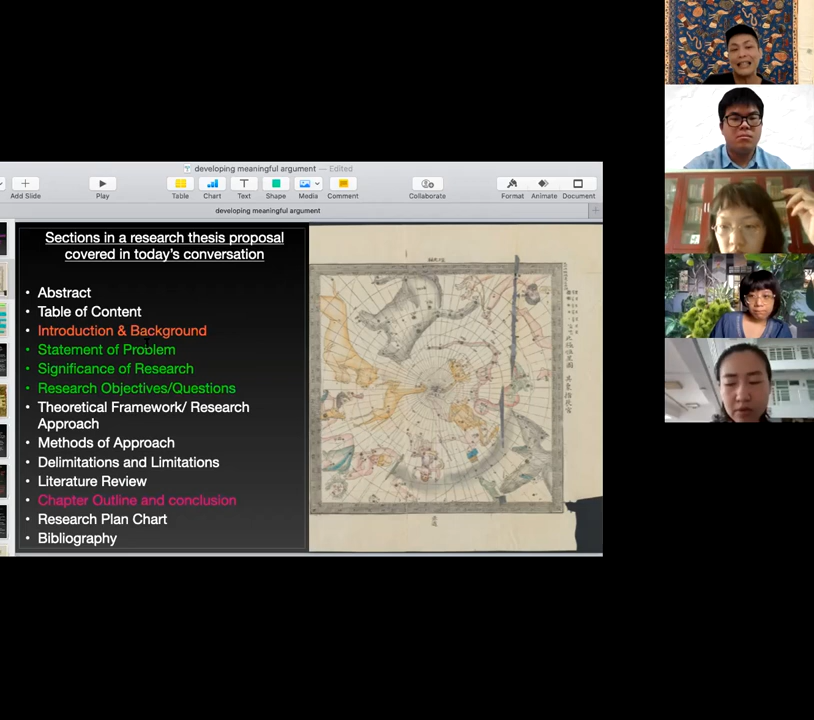 developing meaningful argument — Edited
Add Slide
Play
Table
Chart
Text
Shape
Media
Comment
Collaborate
Format
Animate
Document
developing meaningful argument
Sections in a research thesis proposal
covered in today's conversation
• Abstract
• Table of Content
• Introduction & Background
• Statement of Problem
• Significance of Research
• Research Objectives/Questions
• Theoretical Framework/ Research
Approach
• Methods of Approach
• Delimitations and Limitations
• Literature Review
• Chapter Outline and conclusion
• Research Plan Chart
• Bibliography